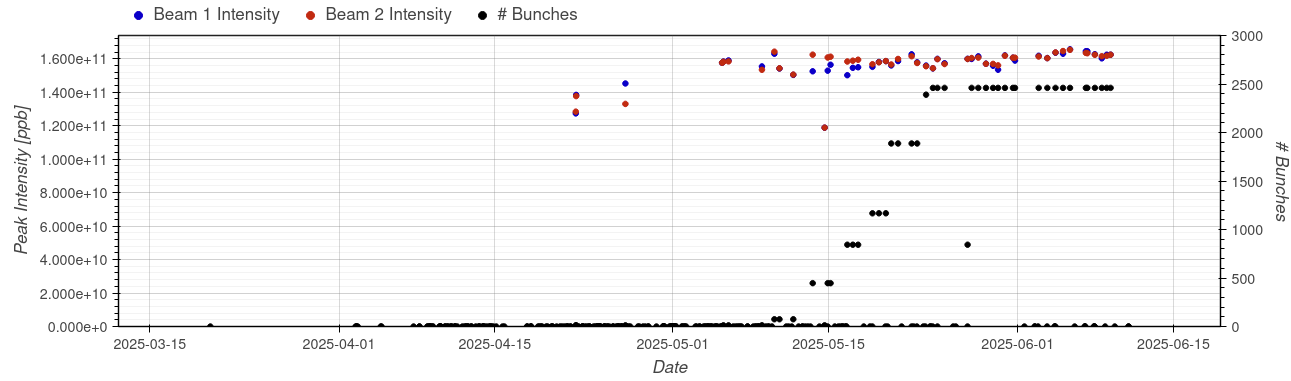 Beam 1 Intensity
Beam 2 Intensity
# Bunches
1.600e+11
1.400e+11
1.200e+11
1.000e+11
8.000e+10
6.000e+10
4.000e+10
2.000e+10
0.000e+0
Peak Intensity [ppb]
3000
2500
2000
1500
1000
500
0
# Bunches
2025-03-15
2025-04-01
2025-04-15
2025-05-01
2025-05-15
2025-06-01
2025-06-15
Date